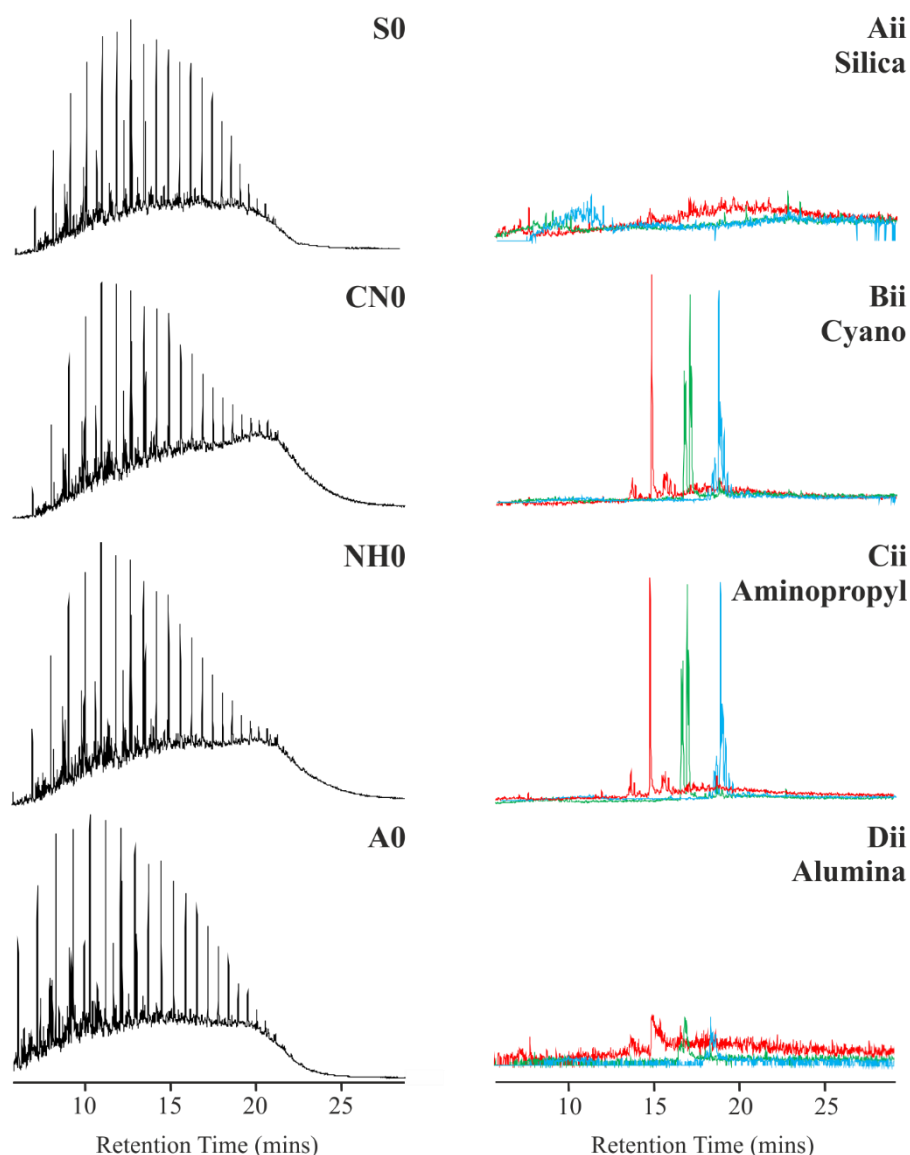 S0
Aii
Silica
CN0
Bii
Cyano
NH0
Cii
Aminopropyl
A0
Dii
Alumina
10 15 20 25
10 15 20 25
Retention Time (mins)
Retention Time (mins)